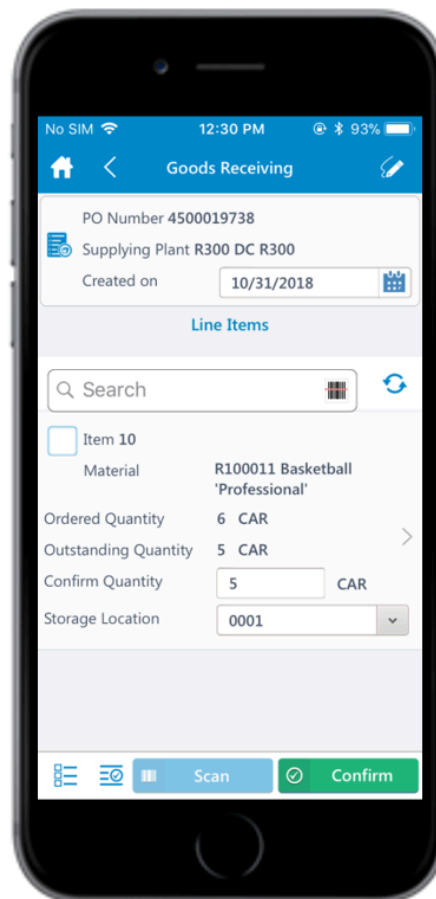 No SIM 12:30 PM 93%
Goods Receiving
PO Number 4500019738
Supplying Plant R300 DC R300
Created on 10/31/2018
Line Items
Search
Item 10
Material R100011 Basketball
'Professional'
Ordered Quantity 6 CAR
Outstanding Quantity 5 CAR
Confirm Quantity 5 CAR
Storage Location 0001
Scan Confirm